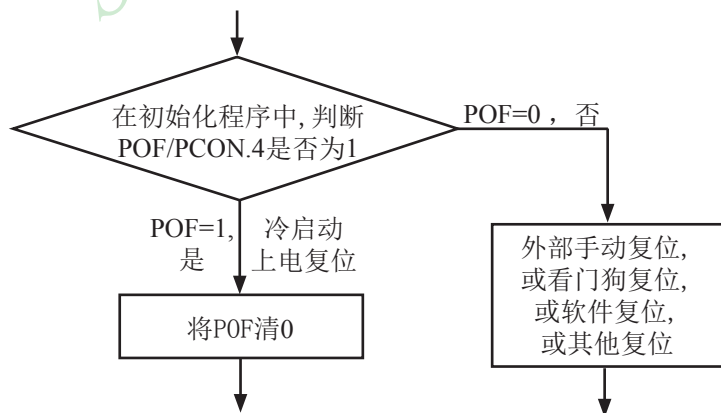 在初始化程序中,判断
POF/PCON.4是否为1
POF=0，否
POF=1,
是
冷启动
上电复位
将POF清0
外部手动复位,
或看门狗复位,
或软件复位,
或其他复位